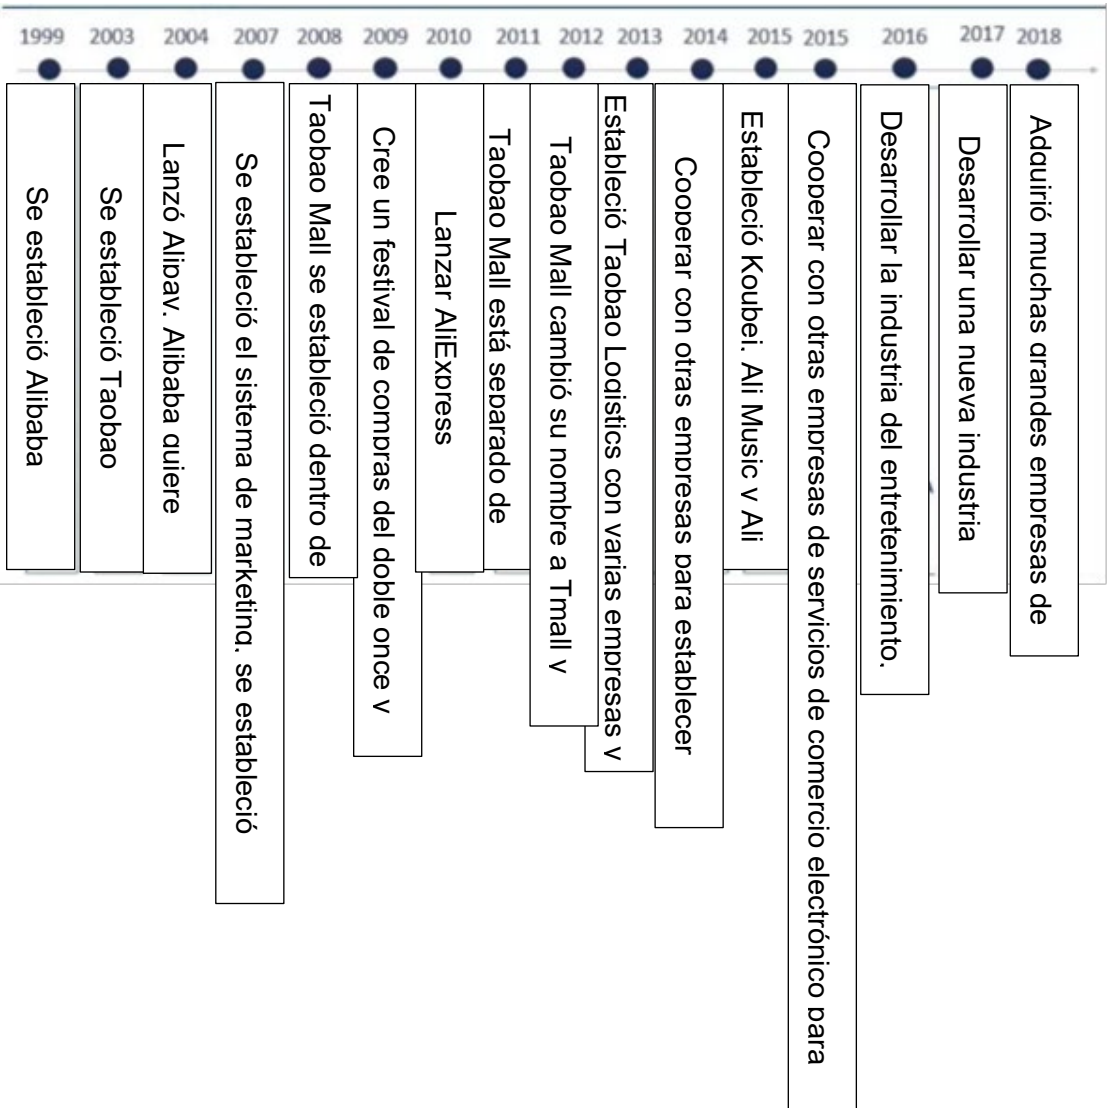 1999 2003 2004 2007 2008 2009 2010 2011 2012 2013 2014 2015 2015 2016 2017 2018
Se estableció Alibaba
Se estableció Taobao
Lanzó Alipay, Alibaba quiere
Se estableció el sistema de marketing, se estableció
Taobao Mall se estableció dentro de
Cree un festival de compras del doble once y
Lanzar AliExpress
Taobao Mall está separado de
Taobao Mall cambió su nombre a Tmall y
Estableció Taobao Logistics con varias empresas y
Cooperar con otras empresas para establecer
Estableció Koubei, Ali Music y Ali
Cooperar con otras empresas de servicios de comercio electrónico para
Desarrollar la industria del entretenimiento,
Desarrollar una nueva industria
Adquirió muchas grandes empresas de